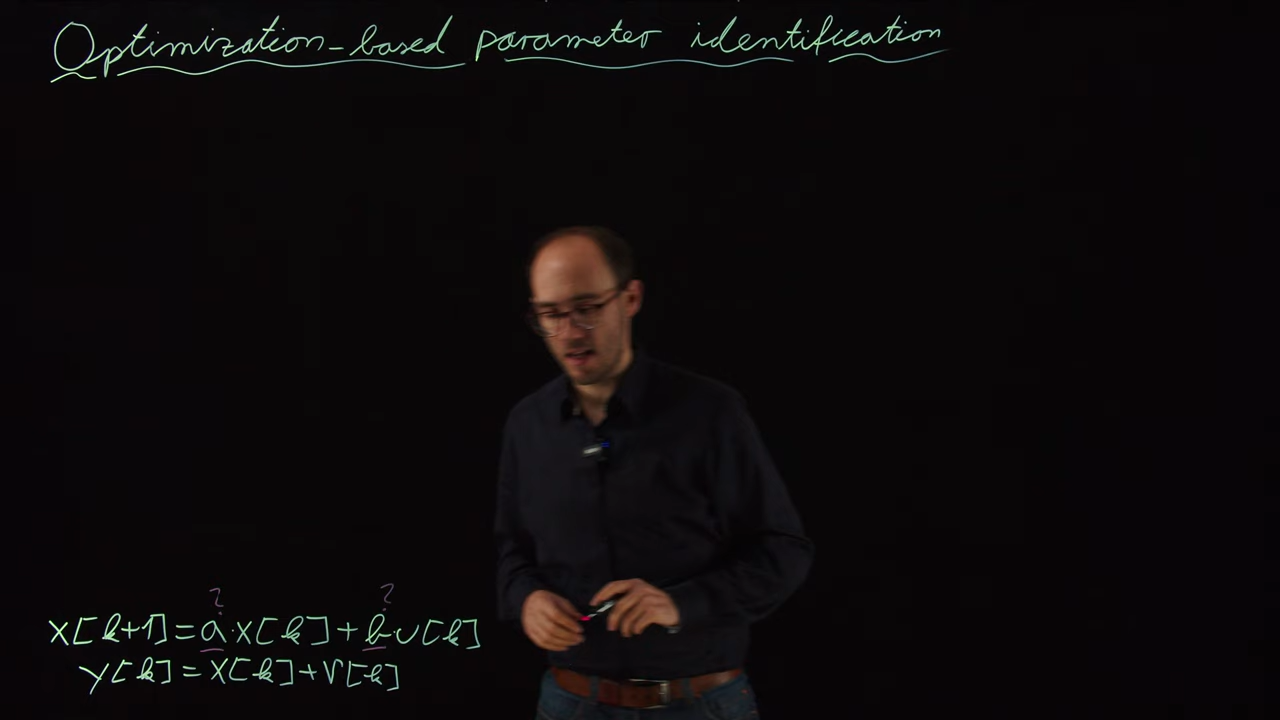 Optimization-based parameter identification
? ?
x[k+1] = a·x[k] + b·u[k]
y[k] = x[k] + v[k]